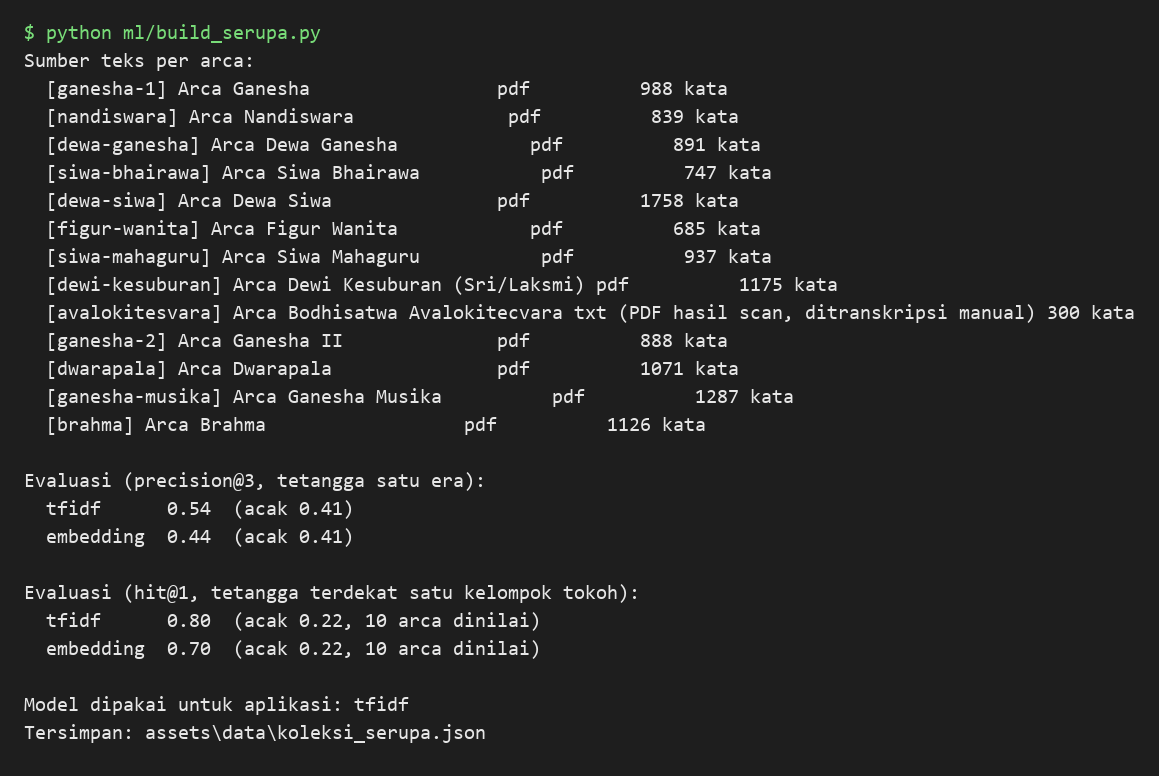 $ python ml/build_serupa.py
Sumber teks per arca:
  [ganesha-1] Arca Ganesha                 pdf          988 kata
  [nandiswara] Arca Nandiswara              pdf          839 kata
  [dewa-ganesha] Arca Dewa Ganesha            pdf          891 kata
  [siwa-bhairawa] Arca Siwa Bhairawa           pdf          747 kata
  [dewa-siwa] Arca Dewa Siwa               pdf          1758 kata
  [figur-wanita] Arca Figur Wanita            pdf          685 kata
  [siwa-mahaguru] Arca Siwa Mahaguru           pdf          937 kata
  [dewi-kesuburan] Arca Dewi Kesuburan (Sri/Laksmi) pdf          1175 kata
  [avalokitesvara] Arca Bodhisatwa Avalokitecvara txt (PDF hasil scan, ditranskripsi manual) 300 kata
  [ganesha-2] Arca Ganesha II              pdf          888 kata
  [dwarapala] Arca Dwarapala               pdf          1071 kata
  [ganesha-musika] Arca Ganesha Musika          pdf          1287 kata
  [brahma] Arca Brahma                  pdf          1126 kata

Evaluasi (precision@3, tetangga satu era):
  tfidf      0.54  (acak 0.41)
  embedding  0.44  (acak 0.41)

Evaluasi (hit@1, tetangga terdekat satu kelompok tokoh):
  tfidf      0.80  (acak 0.22, 10 arca dinilai)
  embedding  0.70  (acak 0.22, 10 arca dinilai)

Model dipakai untuk aplikasi: tfidf
Tersimpan: assets\data\koleksi_serupa.json